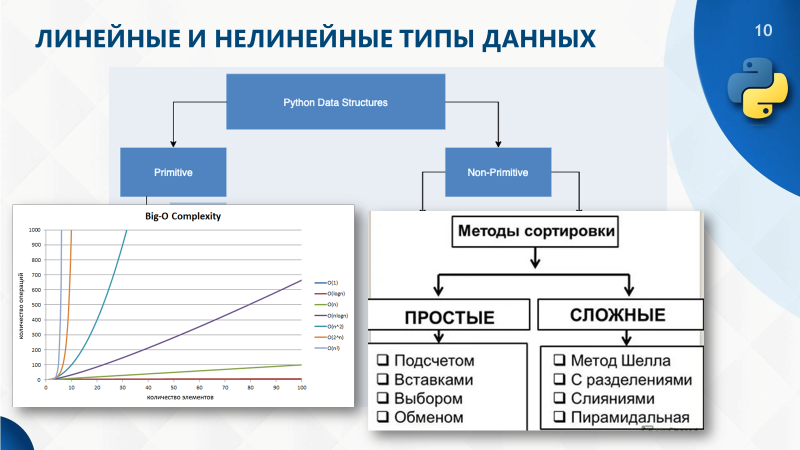 ЛИНЕЙНЫЕ И НЕЛИНЕЙНЫЕ ТИПЫ ДАННЫХ
10
Python Data Structures
Primitive
Non-Primitive
Big-O Complexity
1000
900
800
700
600
500
400
300
200
100
0
количество операций
0 10 20 30 40 50 60 70 80 90 100
количество элементов
O(1)
O(logn)
O(n)
O(nlogn)
O(n^2)
O(2^n)
O(n!)
Методы сортировки
ПРОСТЫЕ
Подсчетом
Вставками
Выбором
Обменом
СЛОЖНЫЕ
Метод Шелла
С разделениями
Слияниями
Пирамидальная